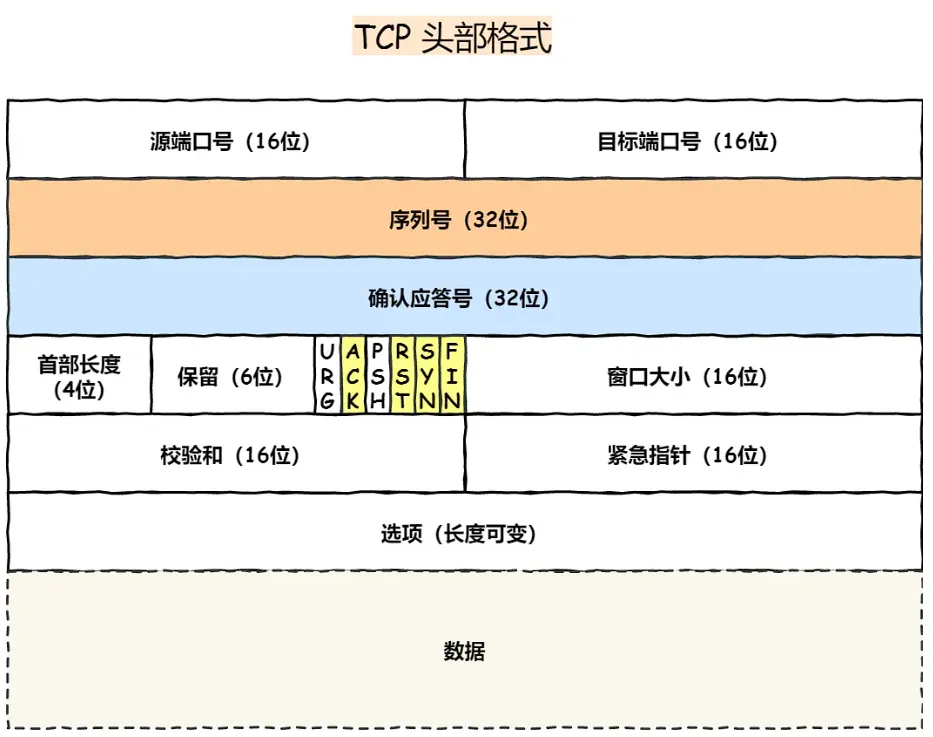 TCP 头部格式
源端口号（16位） 目标端口号（16位）
序列号（32位）
确认应答号（32位）
首部长度
（4位）
保留（6位）
URG
ACK
PSH
RST
SYN
FIN
窗口大小（16位）
校验和（16位） 紧急指针（16位）
选项（长度可变）
数据